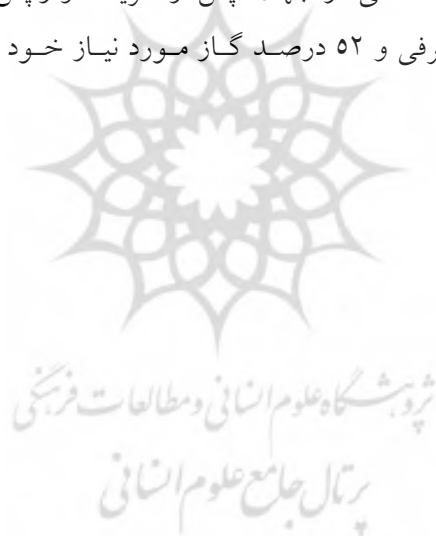 رفی و ۵۲ درصد گاز مورد نیاز خود
پژوهشگاه علوم انسانی و مطالعات فرهنگی
پرتال جامع علوم انسانی